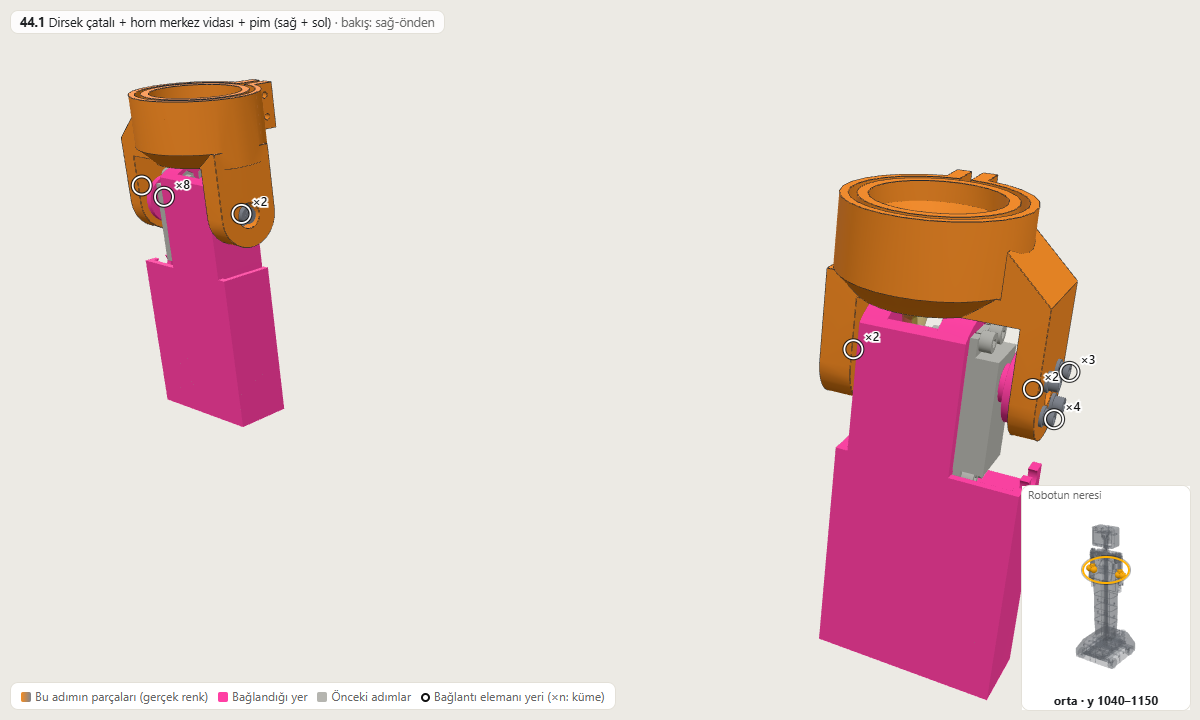 44.1 Dirsek çatalı + horn merkez vidası + pim (sağ + sol) · bakış: sağ-önden
×8
×2
×2
×3
×2
×4
Robotun neresi
orta · y 1040–1150
Bu adımın parçaları (gerçek renk) Bağlandığı yer Önceki adımlar Bağlantı elemanı yeri (×n: küme)